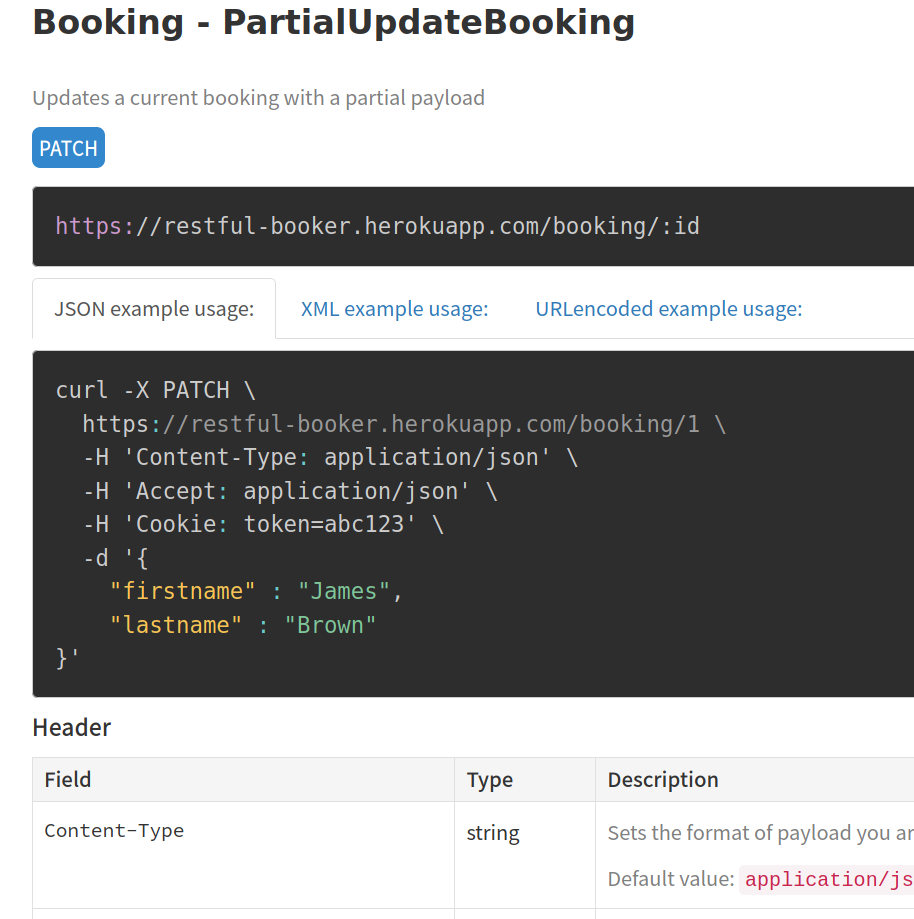 Booking - PartialUpdateBooking
Updates a current booking with a partial payload
PATCH
https://restful-booker.herokuapp.com/booking/:id
JSON example usage: XML example usage: URLencoded example usage:
curl -X PATCH \
  https://restful-booker.herokuapp.com/booking/1 \
  -H 'Content-Type: application/json' \
  -H 'Accept: application/json' \
  -H 'Cookie: token=abc123' \
  -d '{
    "firstname" : "James",
    "lastname" : "Brown"
}'
Header
Field Type Description
Content-Type string Sets the format of payload you
Default value: application/js